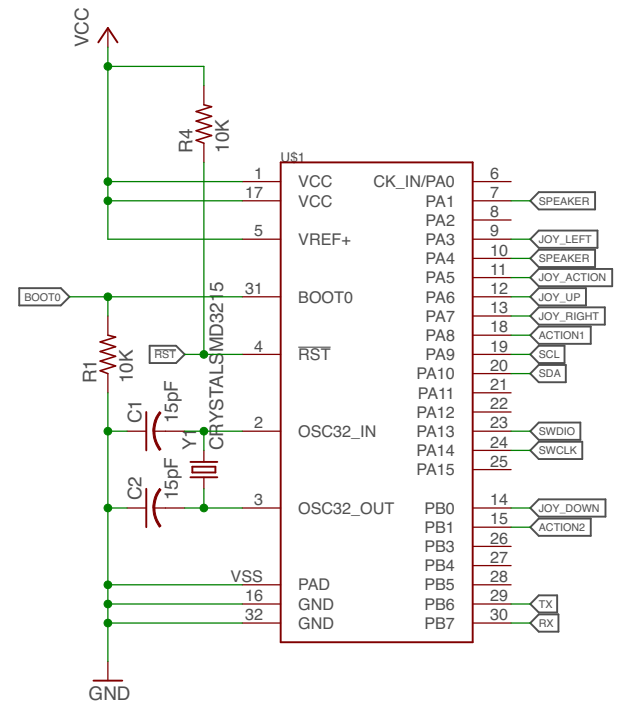 VCC
R4
10K
U$1
1 VCC CK_IN/PA0 6
17 VCC PA1 7 SPEAKER
PA2 8
5 VREF+ PA3 9 JOY_LEFT
PA4 10 SPEAKER
PA5 11 JOY_ACTION
BOOT0 31 BOOT0 PA6 12 JOY_UP
PA7 13 JOY_RIGHT
PA8 18 ACTION1
R1
10K
RST 4 RST PA9 19 SCL
PA10 20 SDA
PA11 21
PA12 22
C1
15pF
Y1
CRYSTALSMD3215
2 OSC32_IN PA13 23 SWDIO
PA14 24 SWCLK
PA15 25
C2
15pF
3 OSC32_OUT PB0 14 JOY_DOWN
PB1 15 ACTION2
PB3 26
PB4 27
VSS PAD PB5 28
16 GND PB6 29 TX
32 GND PB7 30 RX
GND